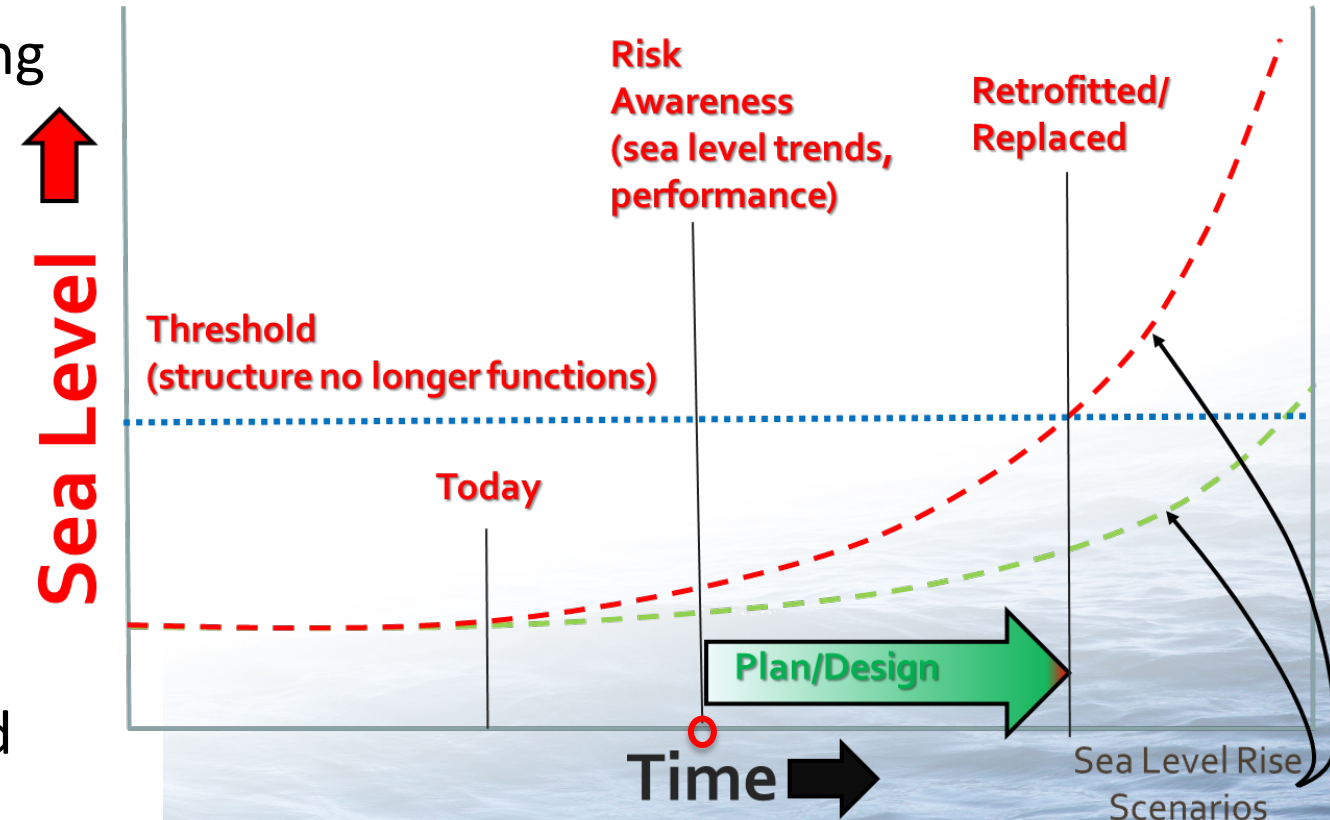 ng
Risk
Awareness
(sea level trends,
performance)
Retrofitted/
Replaced
Sea Level
Threshold
(structure no longer functions)
Today
Plan/Design
d
Time
Sea Level Rise
Scenarios